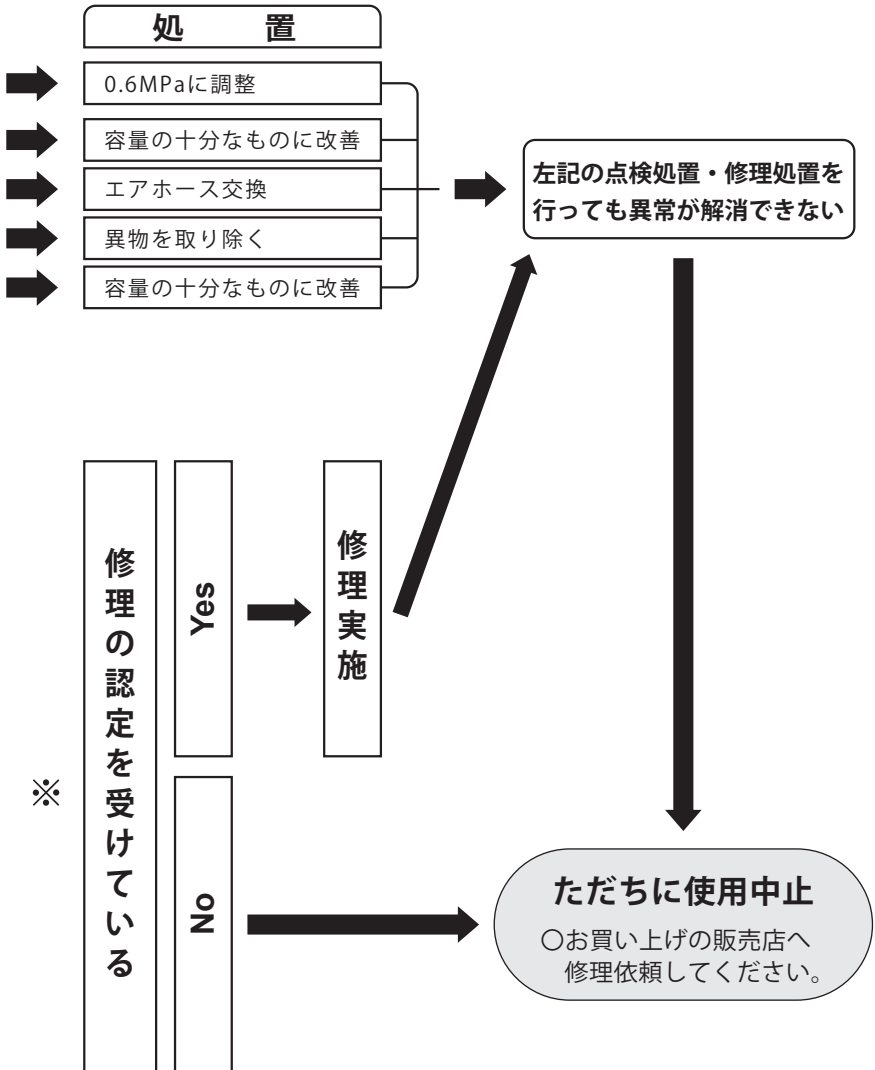 処 置
0.6MPaに調整
容量の十分なものに改善
エアホース交換
異物を取り除く
容量の十分なものに改善
左記の点検処置・修理処置を
行っても異常が解消できない
※
修理の認定を受けている
Yes
修理実施
No
ただちに使用中止
○お買い上げの販売店へ
修理依頼してください。